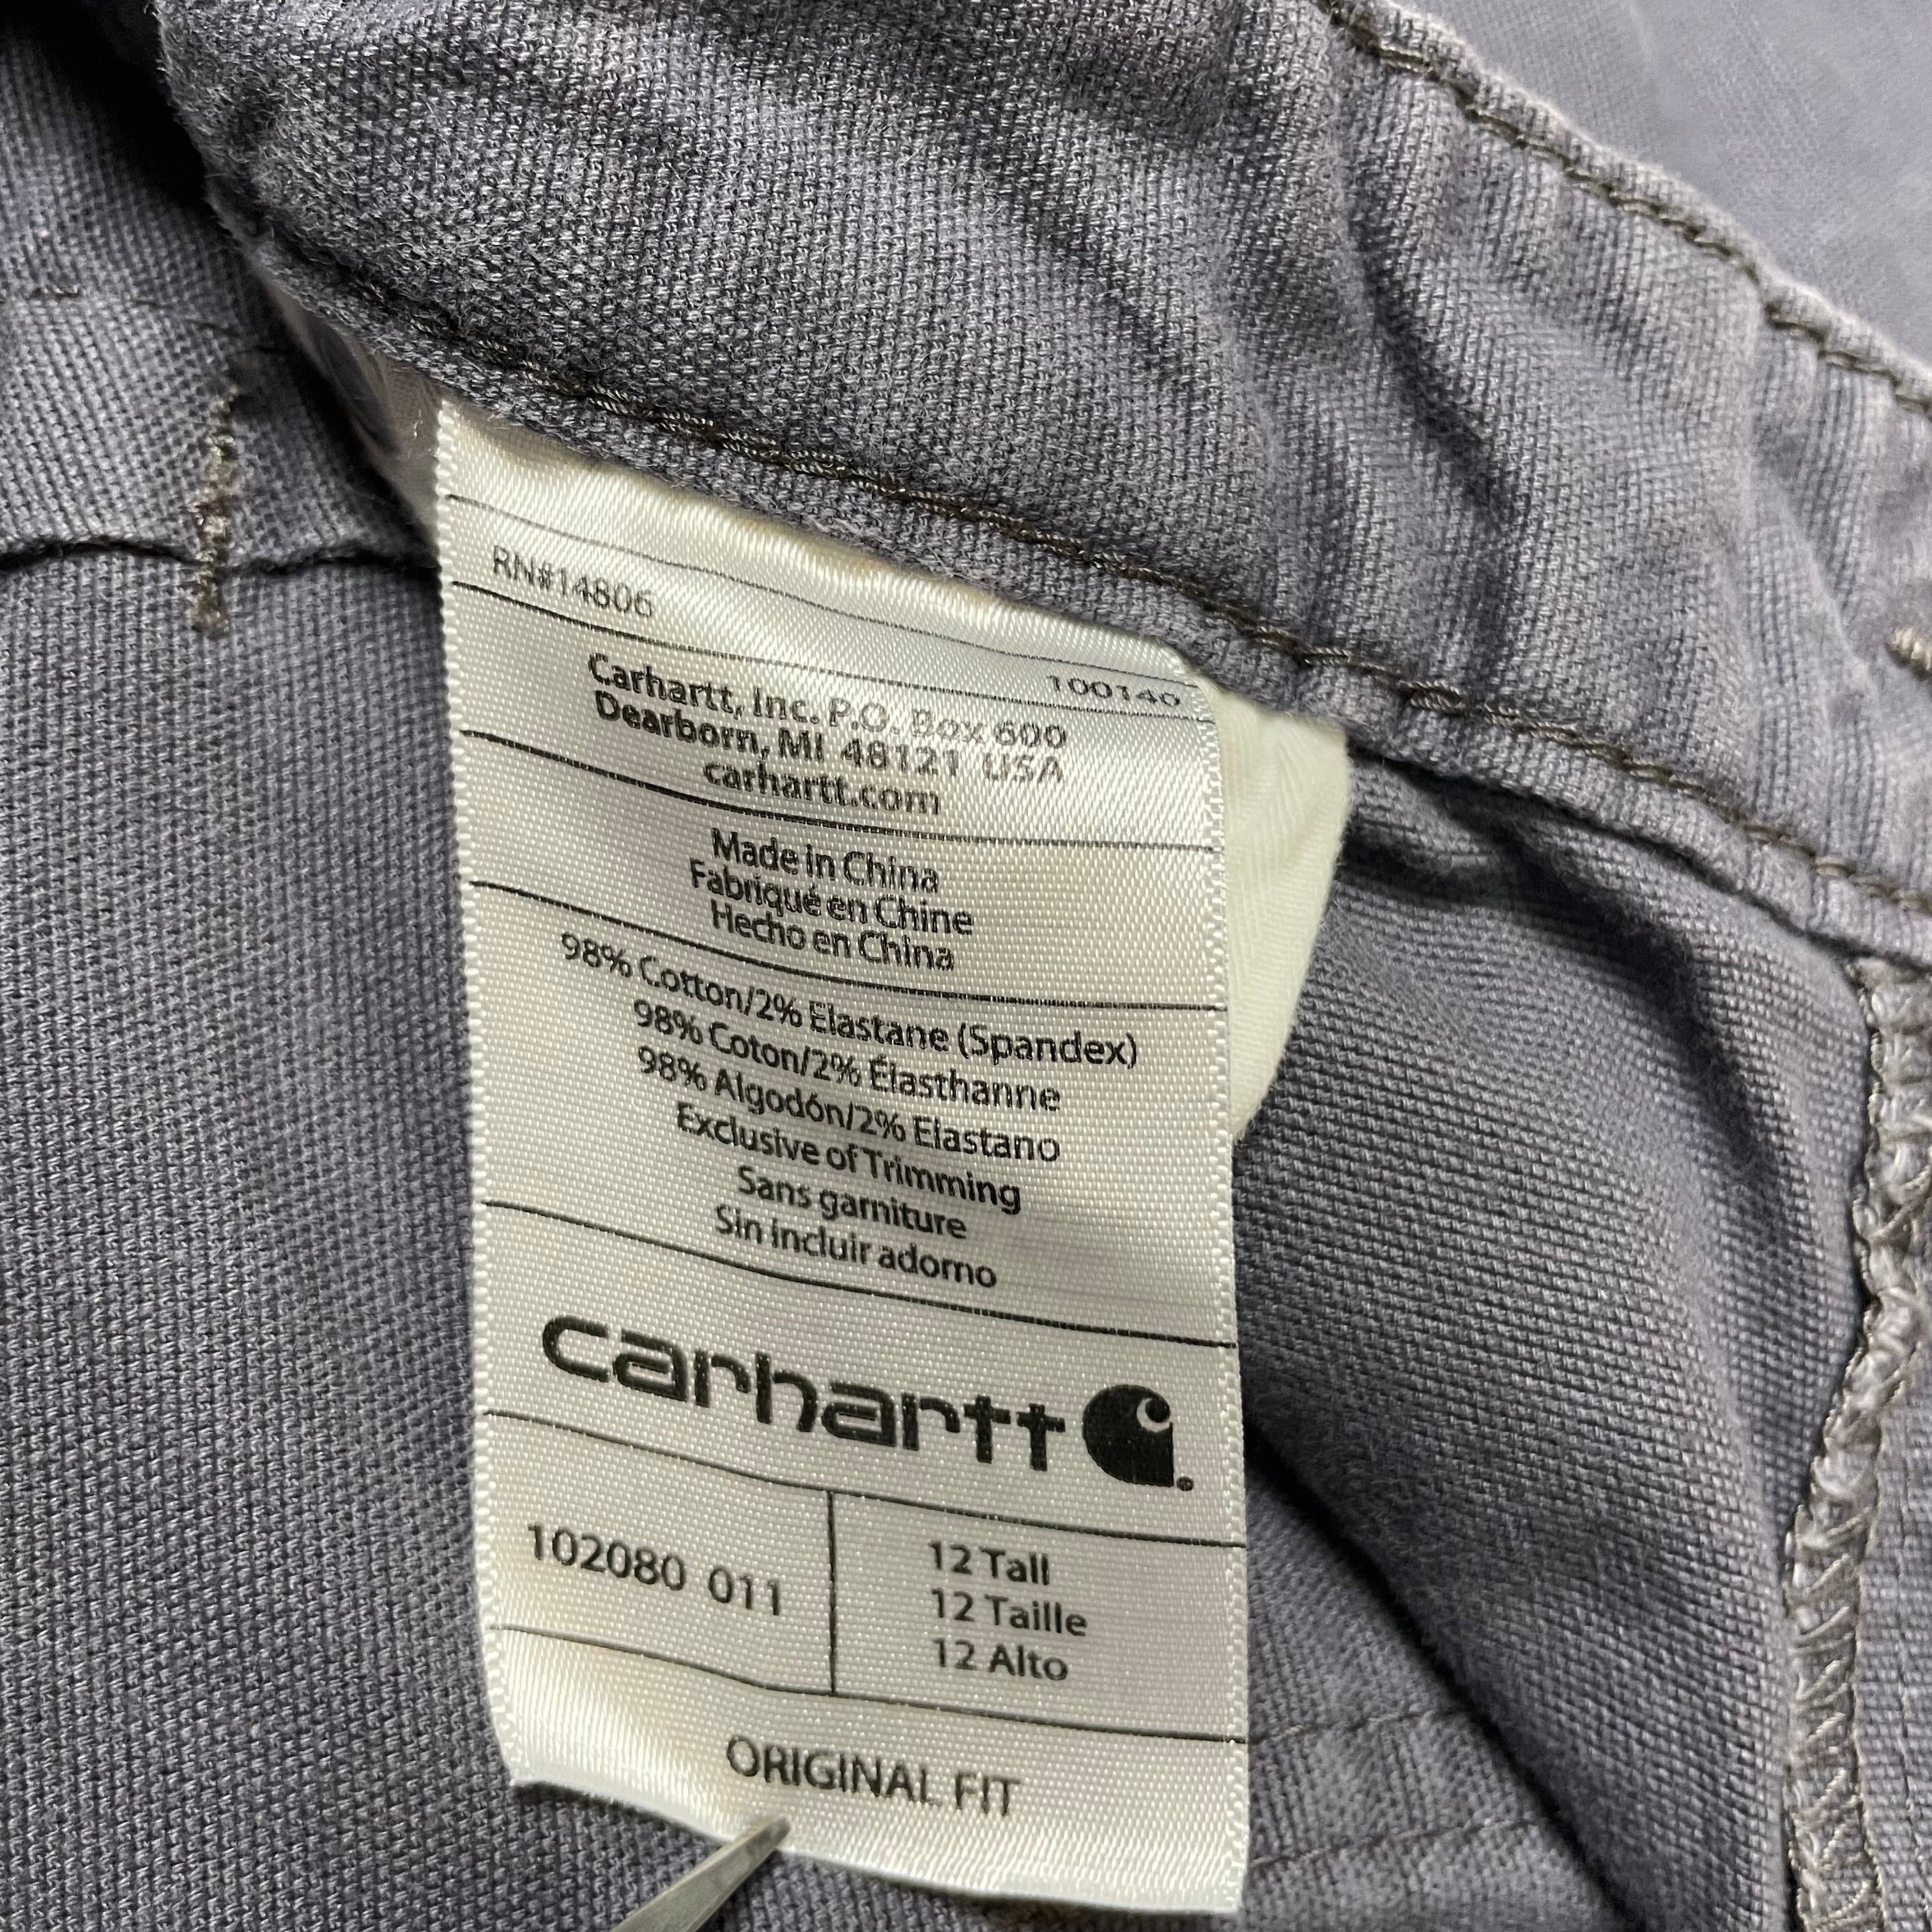 RN#14806
100146
Carhartt, Inc. P.O. Box 600
Dearborn, MI 48121 USA
carhartt.com
Made in China
Fabriqué en Chine
Hecho en China
98% Cotton/2% Elastane (Spandex)
98% Coton/2% Élasthanne
98% Algodón/2% Elastano
Exclusive of Trimming
Sans garniture
Sin incluir adorno
carhartt
102080 011
12 Tall
12 Taille
12 Alto
ORIGINAL FIT